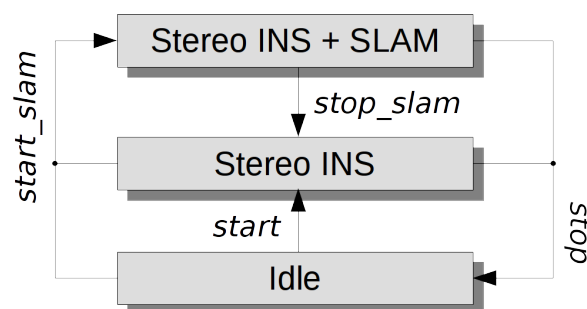 Stereo INS + SLAM
start_slam
stop_slam
Stereo INS
start
stop
Idle